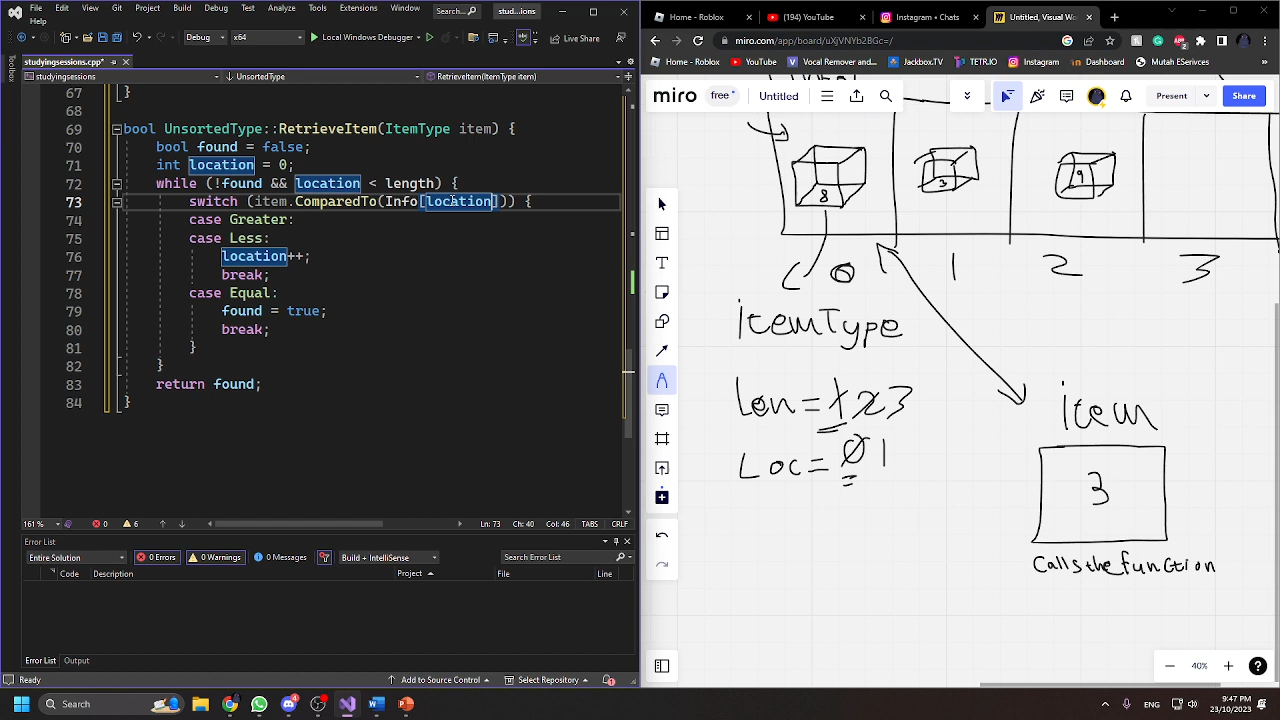 File Edit View Git Project Build Debug Test Analyze Tools Extensions Window Help Search... stud...ions
Debug x64 Local Windows Debugger Live Share
studyingsessions.cpp*
studyingsessions UnsortedType RetrieveItem(ItemType item)
67 }
68
69 bool UnsortedType::RetrieveItem(ItemType item) {
70 bool found = false;
71 int location = 0;
72 while (!found && location < length) {
73 switch (item.ComparedTo(Info[location])) {
74 case Greater:
75 case Less:
76 location++;
77 break;
78 case Equal:
79 found = true;
80 break;
81 }
82 }
83 return found;
84 }
161 % 0 6 Ln: 73 Ch: 40 Col: 46 TABS CRLF
Error List
Entire Solution 0 Errors 0 Warnings 0 Messages Build + IntelliSense Search Error List
Code Description Project File Line
Error List Output
Ready Add to Source Control Select Repository
Home - Roblox (194) YouTube Instagram • Chats Untitled, Visual Wo
miro.com/app/board/uXjVNYb2BGc=/
Home - Roblox YouTube Vocal Remover and... Jackbox.TV TETR.IO Instagram Dashboard Mutual Exercises
miro free Untitled Present Share
8 3 9
0 1 2 3
itemType
Len = 1 2 3
Loc = 0 1
item
3
Calls the function
40%
Search ENG 9:47 PM 23/10/2023